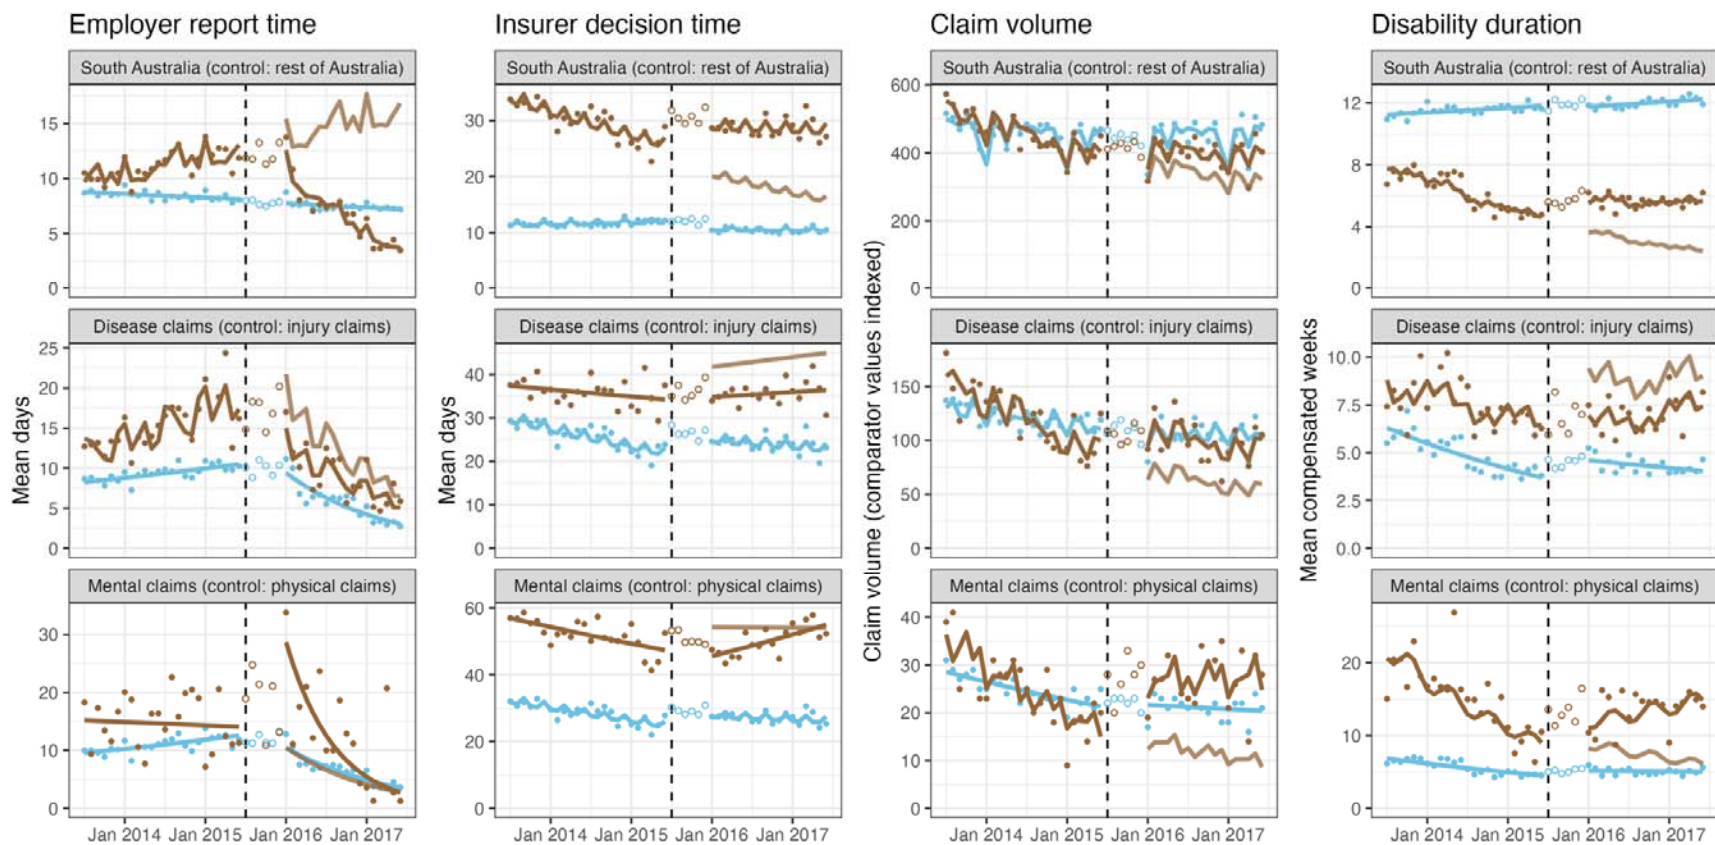 Employer report time
Insurer decision time
Claim volume
Disability duration
South Australia (control: rest of Australia)
South Australia (control: rest of Australia)
South Australia (control: rest of Australia)
South Australia (control: rest of Australia)
15
10
5
0
30
20
10
0
600
400
200
0
12
8
4
0
Disease claims (control: injury claims)
Disease claims (control: injury claims)
Disease claims (control: injury claims)
Disease claims (control: injury claims)
25
20
15
10
5
0
40
30
20
10
0
150
100
50
0
10.0
7.5
5.0
2.5
0.0
Mean days
Mean days
Claim volume (comparator values indexed)
Mean compensated weeks
Mental claims (control: physical claims)
Mental claims (control: physical claims)
Mental claims (control: physical claims)
Mental claims (control: physical claims)
30
20
10
0
60
40
20
0
40
30
20
10
0
20
10
0
Jan 2014 Jan 2015 Jan 2016 Jan 2017
Jan 2014 Jan 2015 Jan 2016 Jan 2017
Jan 2014 Jan 2015 Jan 2016 Jan 2017
Jan 2014 Jan 2015 Jan 2016 Jan 2017